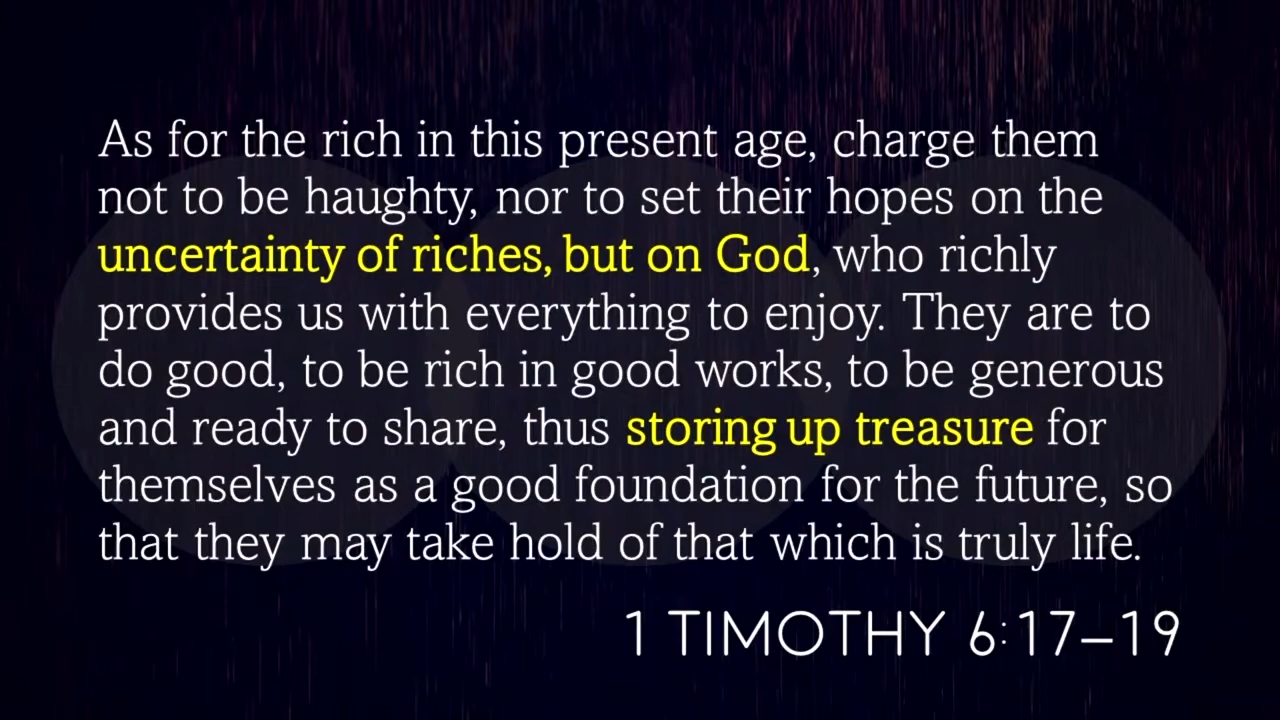 As for the rich in this present age, charge them
not to be haughty, nor to set their hopes on the
uncertainty of riches, but on God, who richly
provides us with everything to enjoy. They are to
do good, to be rich in good works, to be generous
and ready to share, thus storing up treasure for
themselves as a good foundation for the future, so
that they may take hold of that which is truly life.
1 TIMOTHY 6:17–19